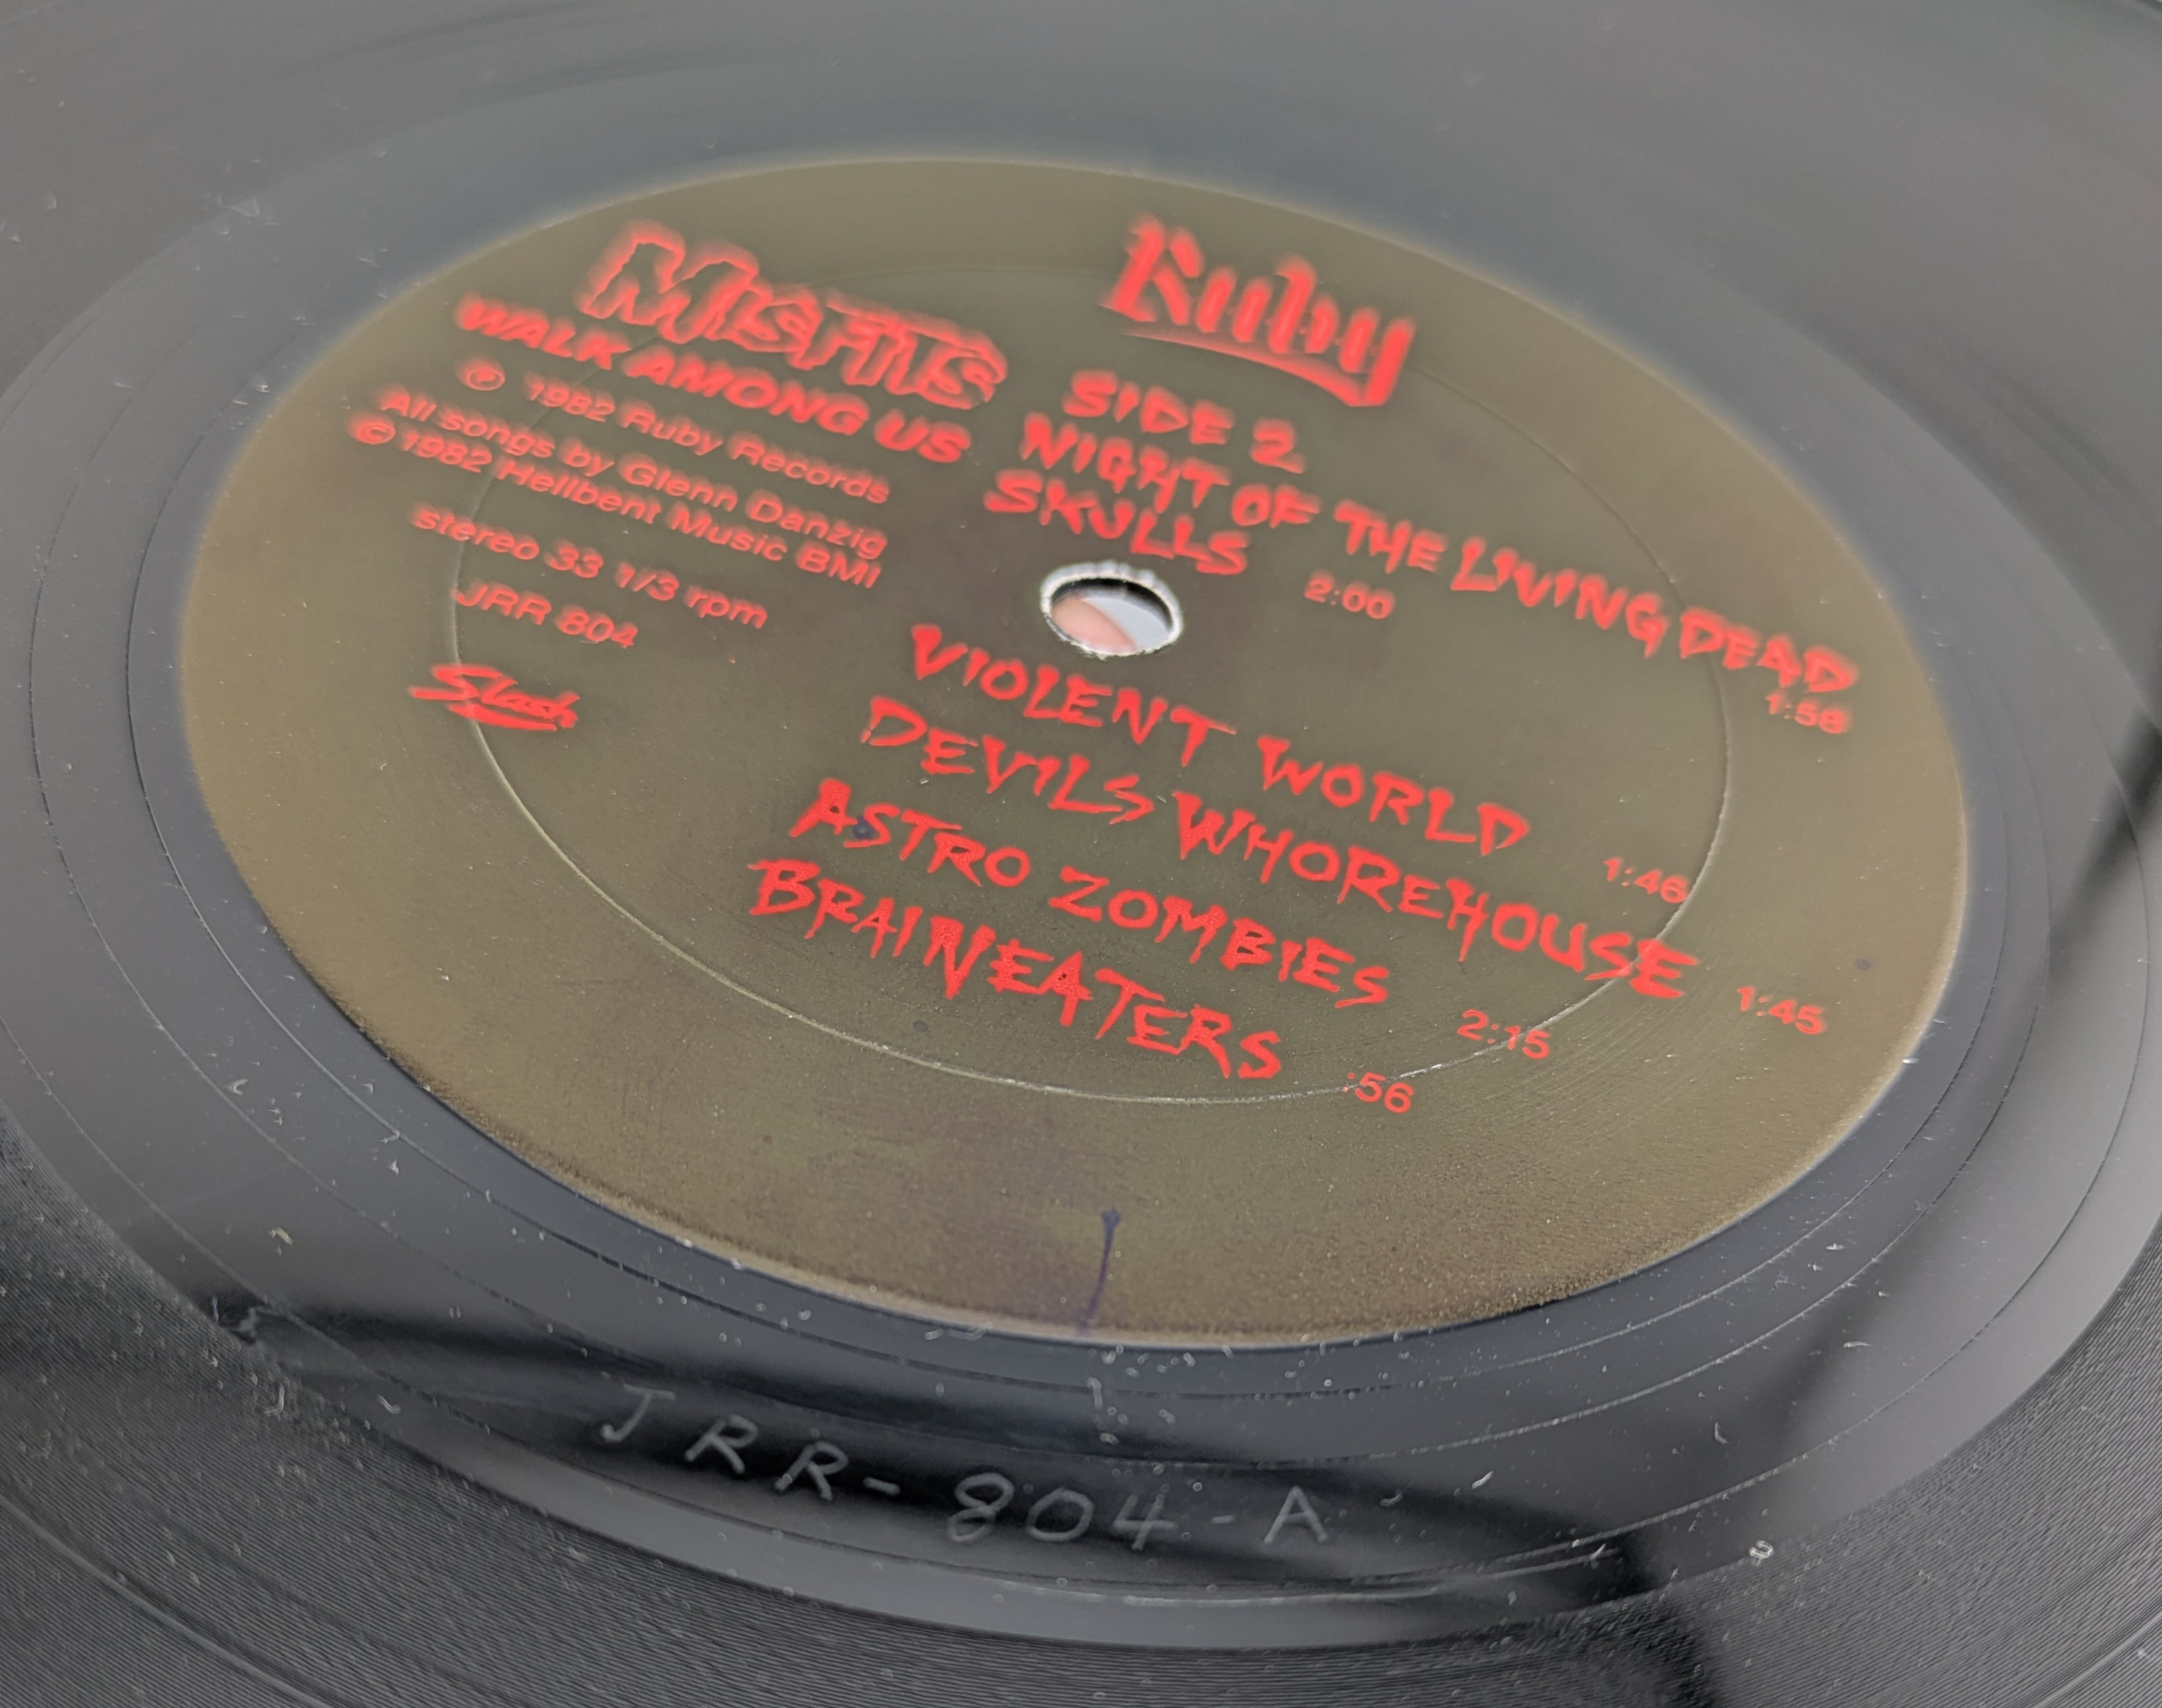 Ruby
MISFITS
WALK AMONG US
℗ 1982 Ruby Records
All songs by Glenn Danzig
© 1982 Hellbent Music BMI
stereo 33 1/3 rpm
JRR 804
Slash
SIDE 2
NIGHT OF THE LIVING DEAD 1:58
SKULLS 2:00
VIOLENT WORLD 1:46
DEVILS WHOREHOUSE 1:45
ASTRO ZOMBIES 2:15
BRAINEATERS :56
JRR-804-A